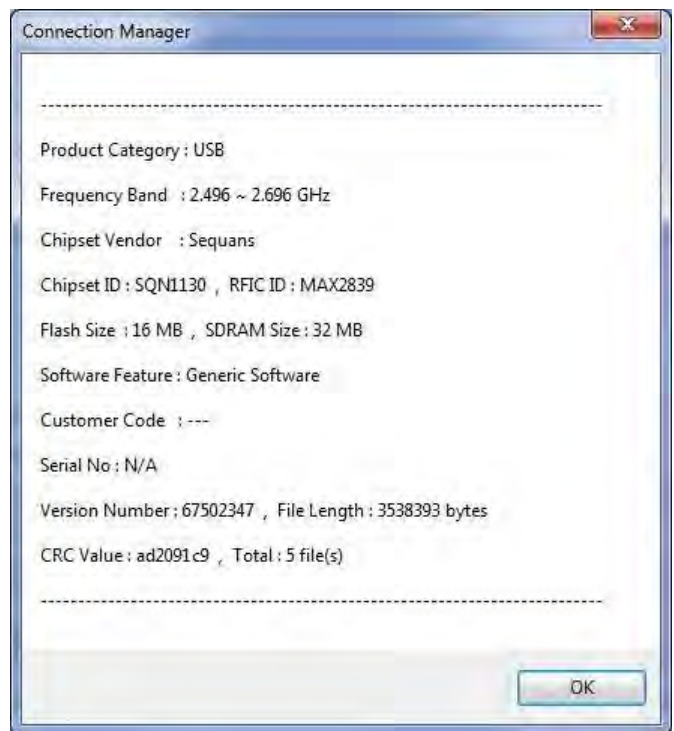 Connection Manager
--------------------------------------------------------------------------
Product Category : USB
Frequency Band : 2.496 ~ 2.696 GHz
Chipset Vendor : Sequans
Chipset ID : SQN1130 , RFIC ID : MAX2839
Flash Size : 16 MB , SDRAM Size : 32 MB
Software Feature : Generic Software
Customer Code : ---
Serial No : N/A
Version Number : 67502347 , File Length : 3538393 bytes
CRC Value : ad2091c9 , Total : 5 file(s)
--------------------------------------------------------------------------
OK